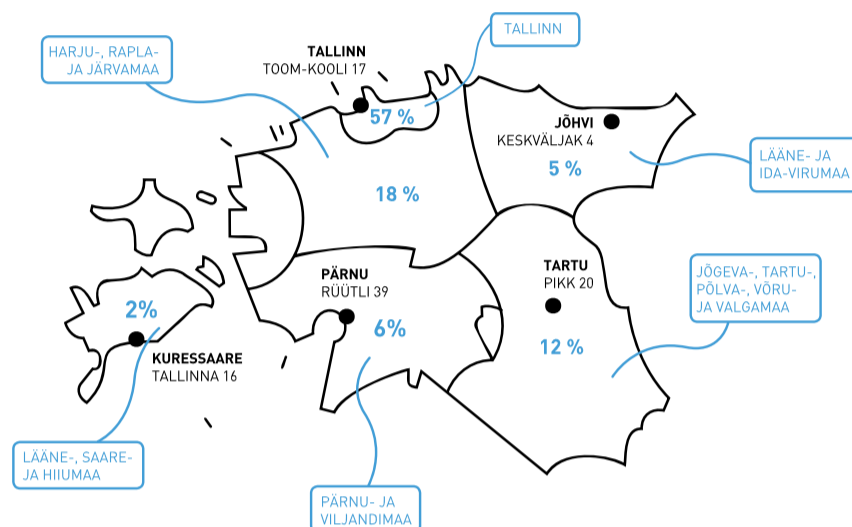 TALLINN
HARJU-, RAPLA-
JA JÄRVAMAA
TALLINN
TOOM-KOOLI 17
57 %
JÕHVI
KESKVÄLJAK 4
5 %
LÄÄNE- JA
IDA-VIRUMAA
18 %
PÄRNU
RÜÜTLI 39
6%
TARTU
PIKK 20
12 %
JÕGEVA-, TARTU-,
PÕLVA-, VÕRU-
JA VALGAMAA
2%
KURESSAARE
TALLINNA 16
LÄÄNE-, SAARE-
JA HIIUMAA
PÄRNU- JA
VILJANDIMAA